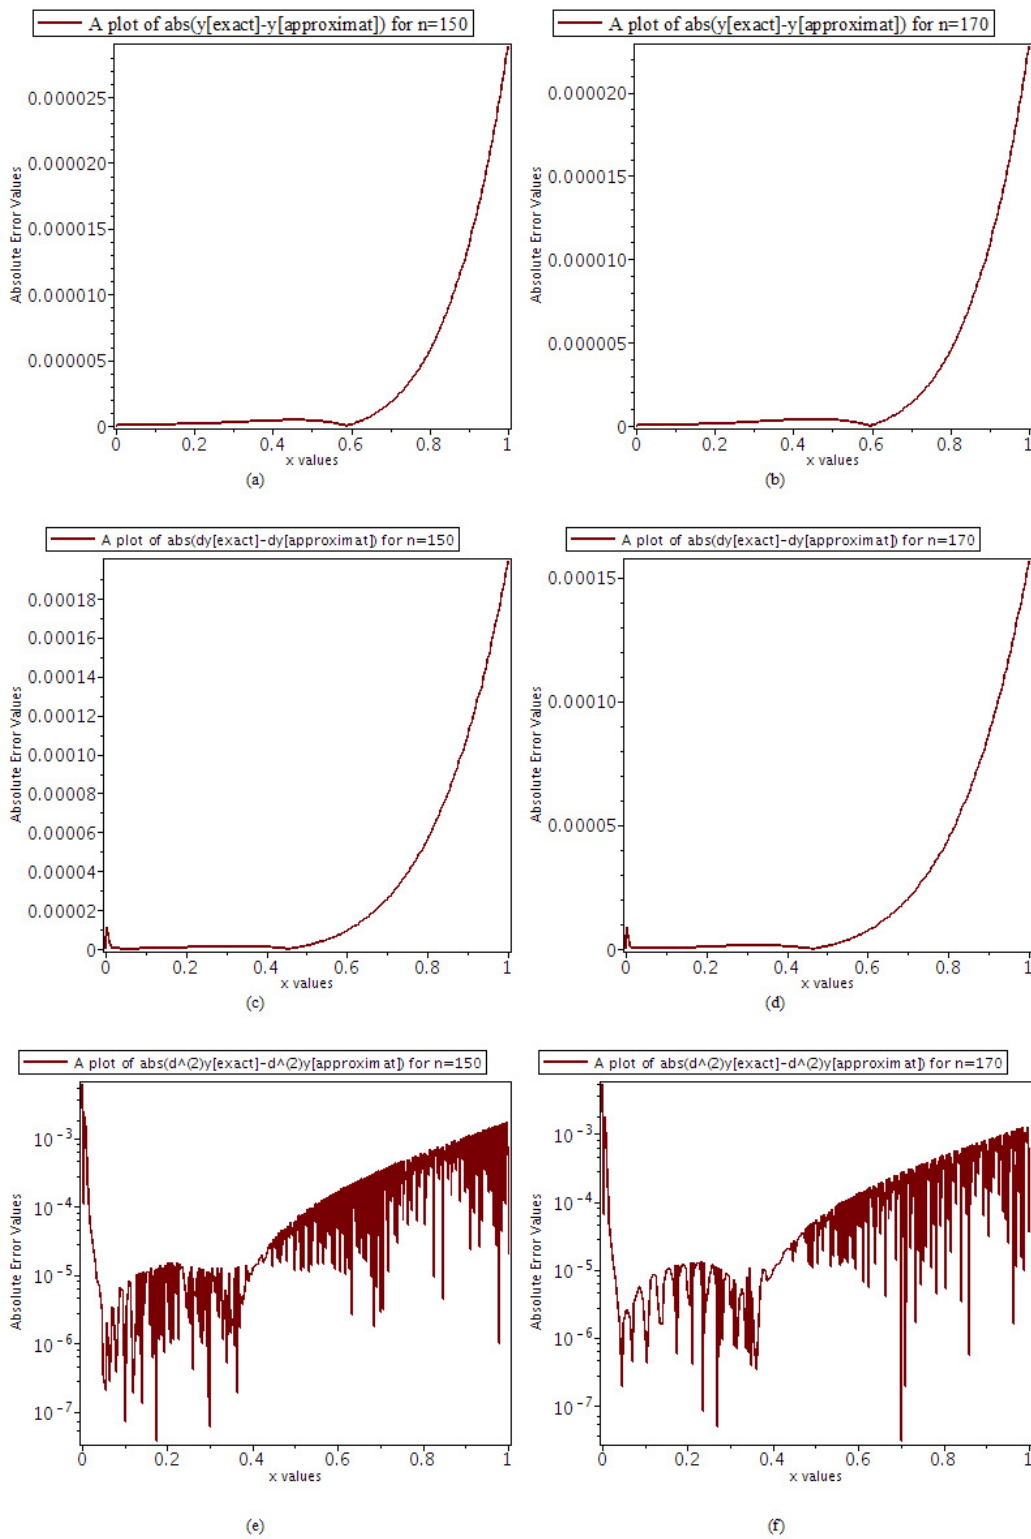 A plot of abs(y[exact]-y[approximat]) for n=150
0.000025
0.000020
0.000015
0.000010
0.000005
0
Absolute Error Values
0 0.2 0.4 0.6 0.8 1
x values
(a)
A plot of abs(y[exact]-y[approximat]) for n=170
0.000020
0.000015
0.000010
0.000005
0
Absolute Error Values
0 0.2 0.4 0.6 0.8 1
x values
(b)
A plot of abs(dy[exact]-dy[approximat]) for n=150
0.00018
0.00016
0.00014
0.00012
0.00010
0.00008
0.00006
0.00004
0.00002
0
Absolute Error Values
0 0.2 0.4 0.6 0.8 1
x values
(c)
A plot of abs(dy[exact]-dy[approximat]) for n=170
0.00015
0.00010
0.00005
0
Absolute Error Values
0 0.2 0.4 0.6 0.8 1
x values
(d)
A plot of abs(d^(2)y[exact]-d^(2)y[approximat]) for n=150
10^-3
10^-4
10^-5
10^-6
10^-7
Absolute Error Values
0 0.2 0.4 0.6 0.8 1
x values
(e)
A plot of abs(d^(2)y[exact]-d^(2)y[approximat]) for n=170
10^-3
10^-4
10^-5
10^-6
10^-7
Absolute Error Values
0 0.2 0.4 0.6 0.8 1
x values
(f)